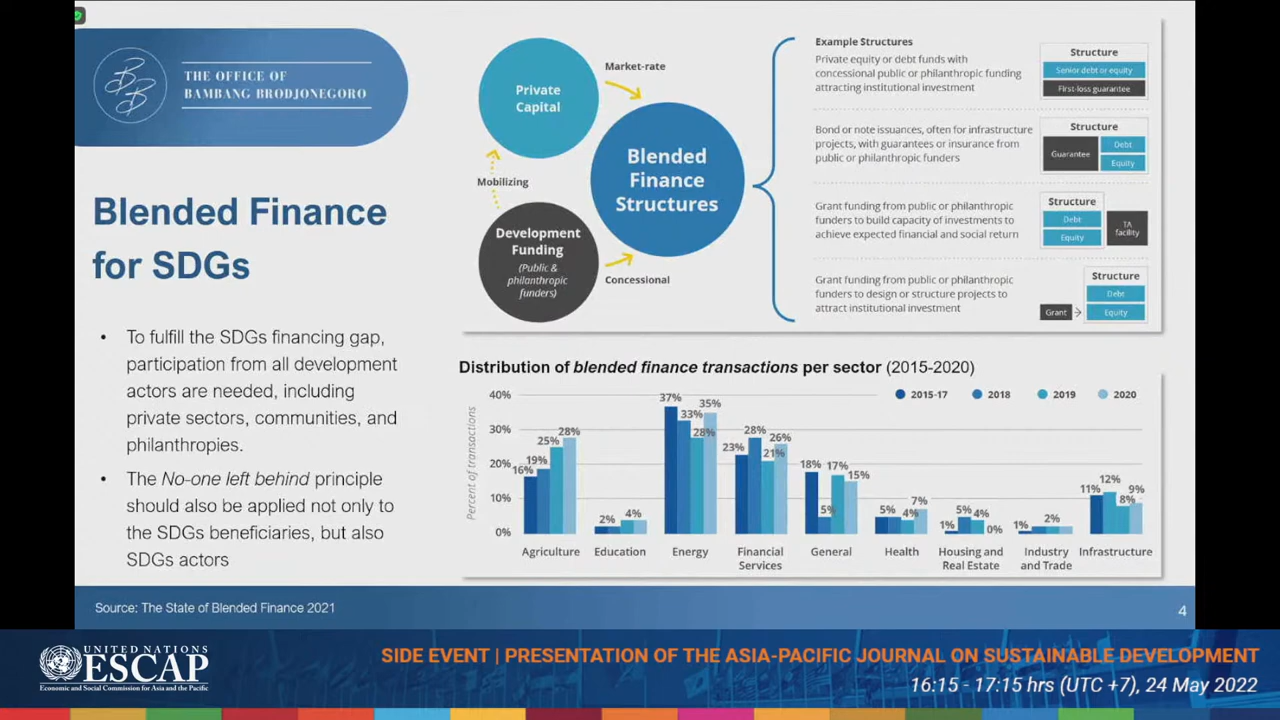 THE OFFICE OF
BAMBANG BRODJONEGORO
Blended Finance
for SDGs
• To fulfill the SDGs financing gap,
participation from all development
actors are needed, including
private sectors, communities, and
philanthropies.
• The No-one left behind principle
should also be applied not only to
the SDGs beneficiaries, but also
SDGs actors
Private
Capital
Market-rate
Blended
Finance
Structures
Mobilizing
Development
Funding
(Public &
philanthropic
funders)
Concessional
Example Structures
Private equity or debt funds with
concessional public or philanthropic funding
attracting institutional investment
Structure
Senior debt or equity
First-loss guarantee
Bond or note issuances, often for infrastructure
projects, with guarantees or insurance from
public or philanthropic funders
Structure
Guarantee
Debt
Equity
Grant funding from public or philanthropic
funders to build capacity of investments to
achieve expected financial and social return
Structure
Debt
Equity
TA
facility
Grant funding from public or philanthropic
funders to design or structure projects to
attract institutional investment
Structure
Debt
Grant
Equity
Distribution of blended finance transactions per sector (2015-2020)
2015-17 2018 2019 2020
Percent of transactions
40%
30%
20%
10%
0%
16% 19% 25% 28%
2% 4%
37% 33% 28% 35%
23% 28% 21% 26%
18% 5% 17% 15%
5% 4% 7%
1% 5% 4% 0%
1% 2%
11% 12% 8% 9%
Agriculture
Education
Energy
Financial
Services
General
Health
Housing and
Real Estate
Industry
and Trade
Infrastructure
Source: The State of Blended Finance 2021
4
UNITED NATIONS
ESCAP
Economic and Social Commission for Asia and the Pacific
SIDE EVENT | PRESENTATION OF THE ASIA-PACIFIC JOURNAL ON SUSTAINABLE DEVELOPMENT
16:15 - 17:15 hrs (UTC +7), 24 May 2022